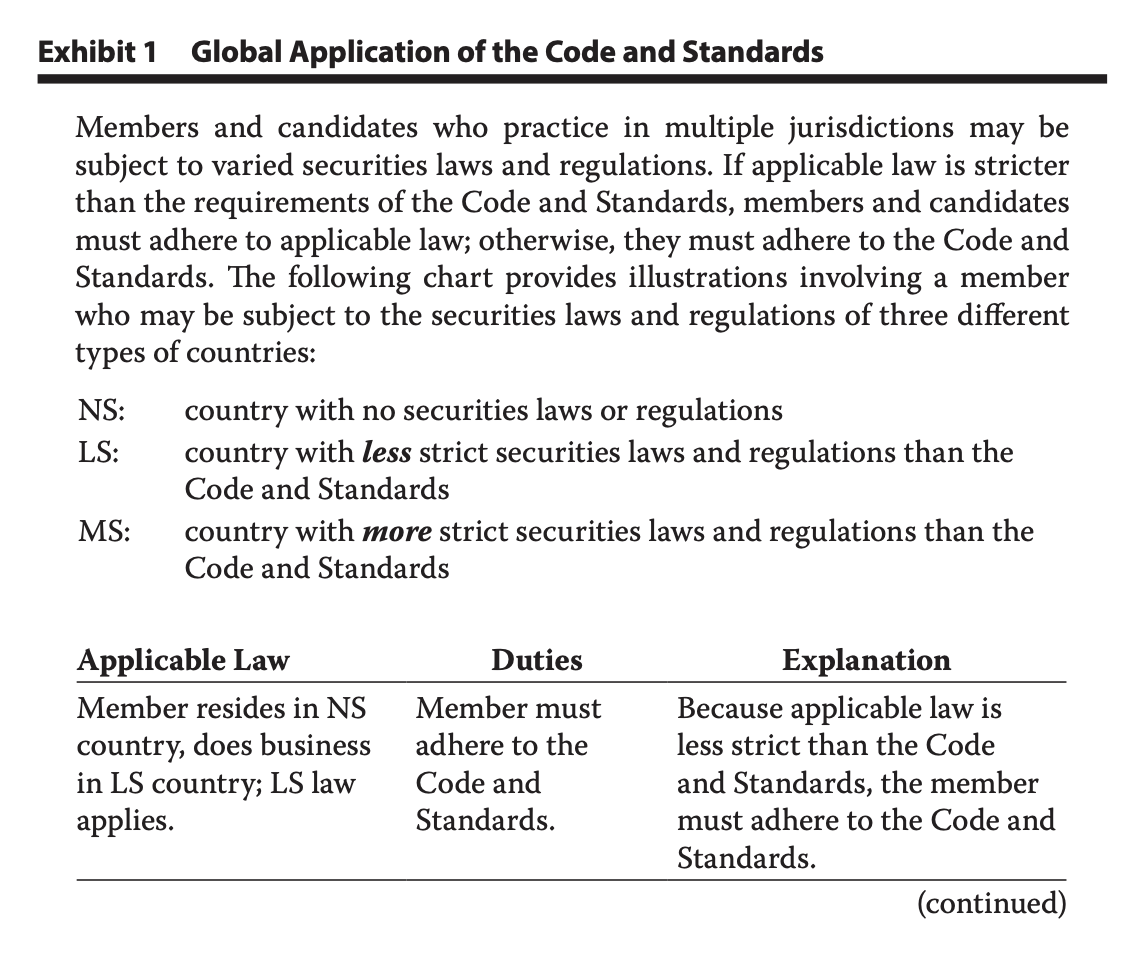 Exhibit 1 Global Application of the Code and Standards
Members and candidates who practice in multiple jurisdictions may be
subject to varied securities laws and regulations. If applicable law is stricter
than the requirements of the Code and Standards, members and candidates
must adhere to applicable law; otherwise, they must adhere to the Code and
Standards. The following chart provides illustrations involving a member
who may be subject to the securities laws and regulations of three different
types of countries:
NS: country with no securities laws or regulations
LS: country with less strict securities laws and regulations than the
Code and Standards
MS: country with more strict securities laws and regulations than the
Code and Standards
Applicable Law Duties Explanation
Member resides in NS Member must Because applicable law is
country, does business adhere to the less strict than the Code
in LS country; LS law Code and and Standards, the member
applies. Standards. must adhere to the Code and
Standards.
(continued)